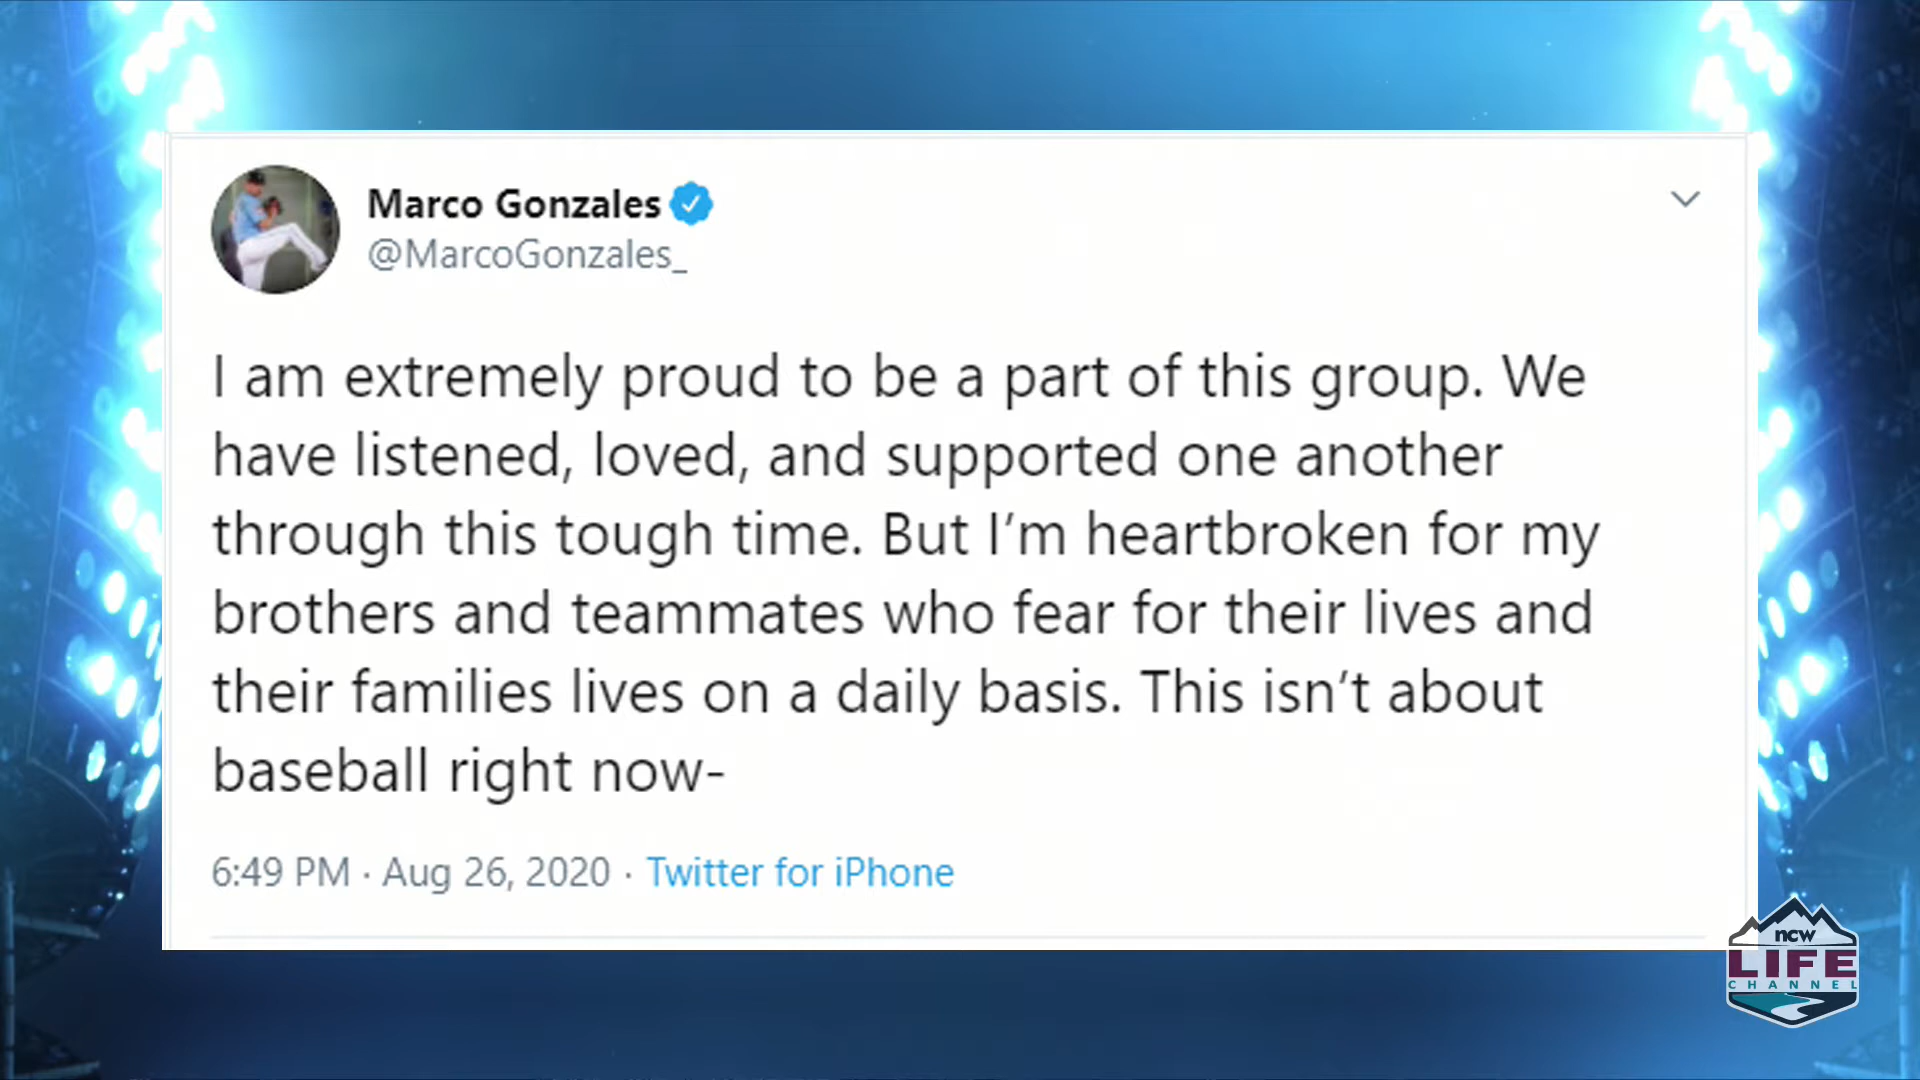 Marco Gonzales
@MarcoGonzales_
I am extremely proud to be a part of this group. We
have listened, loved, and supported one another
through this tough time. But I’m heartbroken for my
brothers and teammates who fear for their lives and
their families lives on a daily basis. This isn’t about
baseball right now-
6:49 PM · Aug 26, 2020 · Twitter for iPhone
ncw
LIFE
CHANNEL